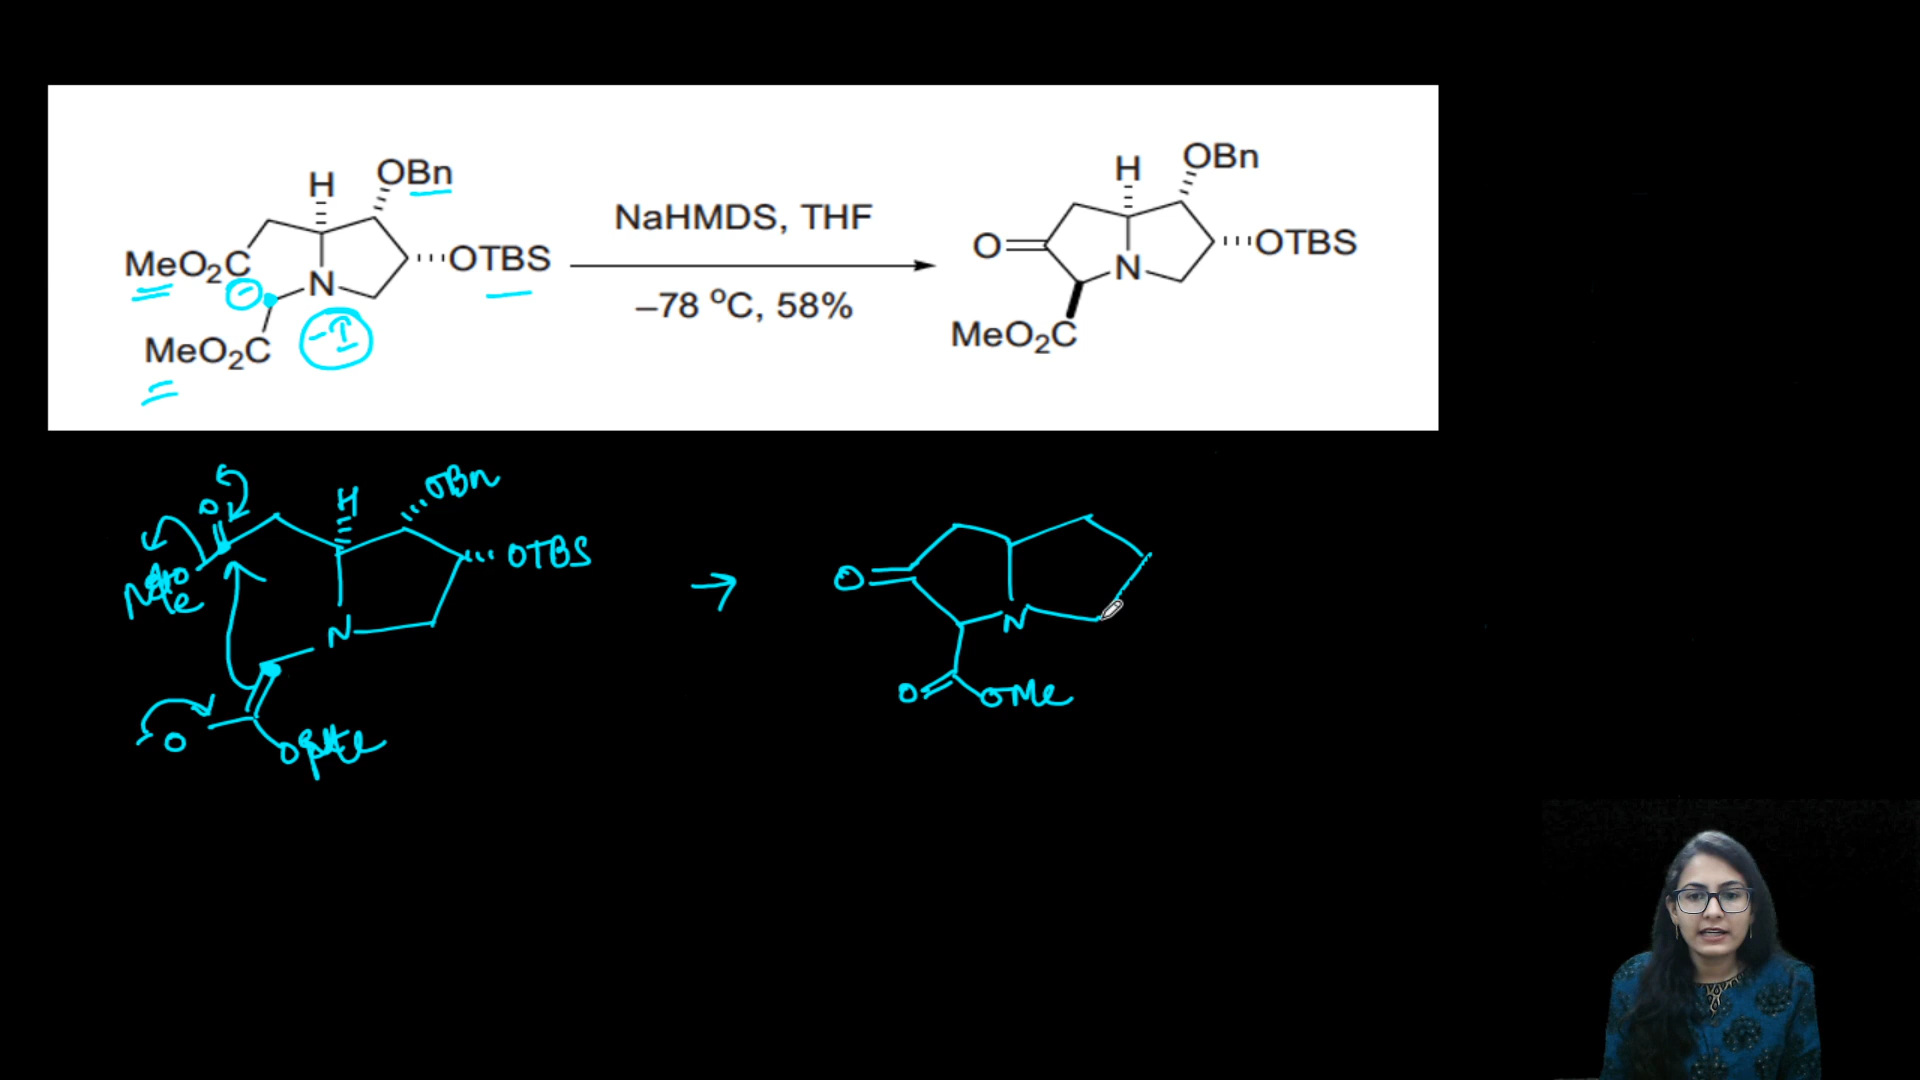 H OBn
MeO2C OTBS
N
−I
MeO2C
NaHMDS, THF
–78 °C, 58%
H OBn
O OTBS
N
MeO2C
O H OBn
OTBS
N
O
O N
O OMe